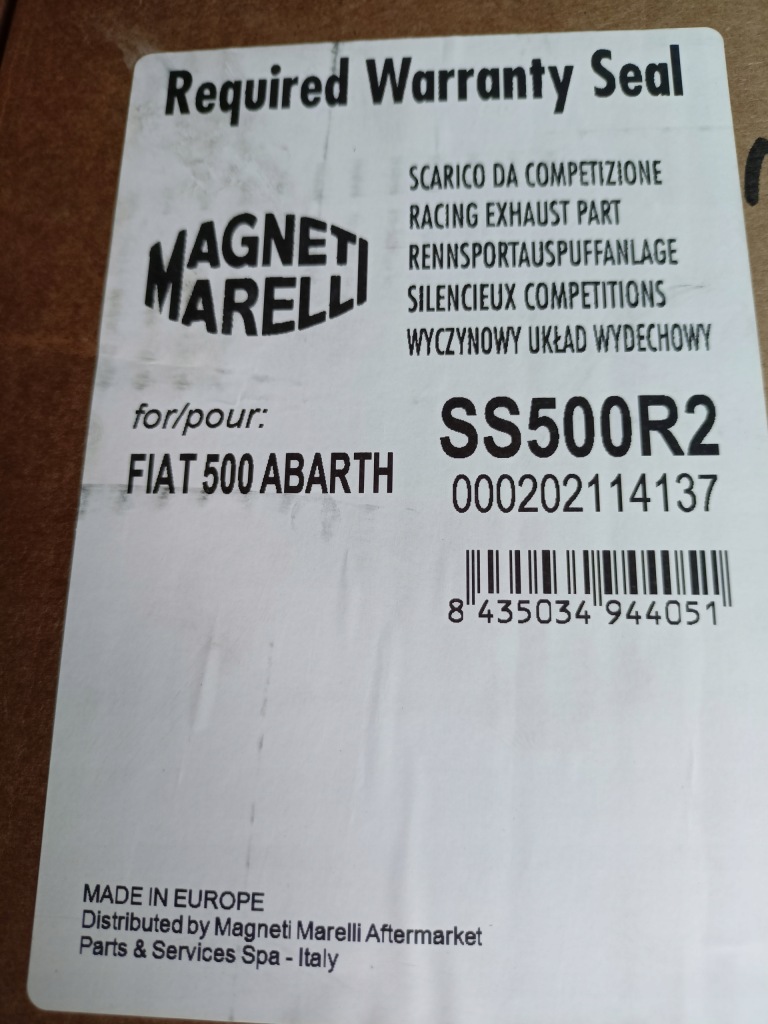 Required Warranty Seal
MAGNETI
MARELLI
SCARICO DA COMPETIZIONE
RACING EXHAUST PART
RENNSPORTAUSPUFFANLAGE
SILENCIEUX COMPETITIONS
WYCZYNOWY UKŁAD WYDECHOWY
for/pour:
FIAT 500 ABARTH
SS500R2
000202114137
8 435034 944051
MADE IN EUROPE
Distributed by Magneti Marelli Aftermarket
Parts & Services Spa - Italy